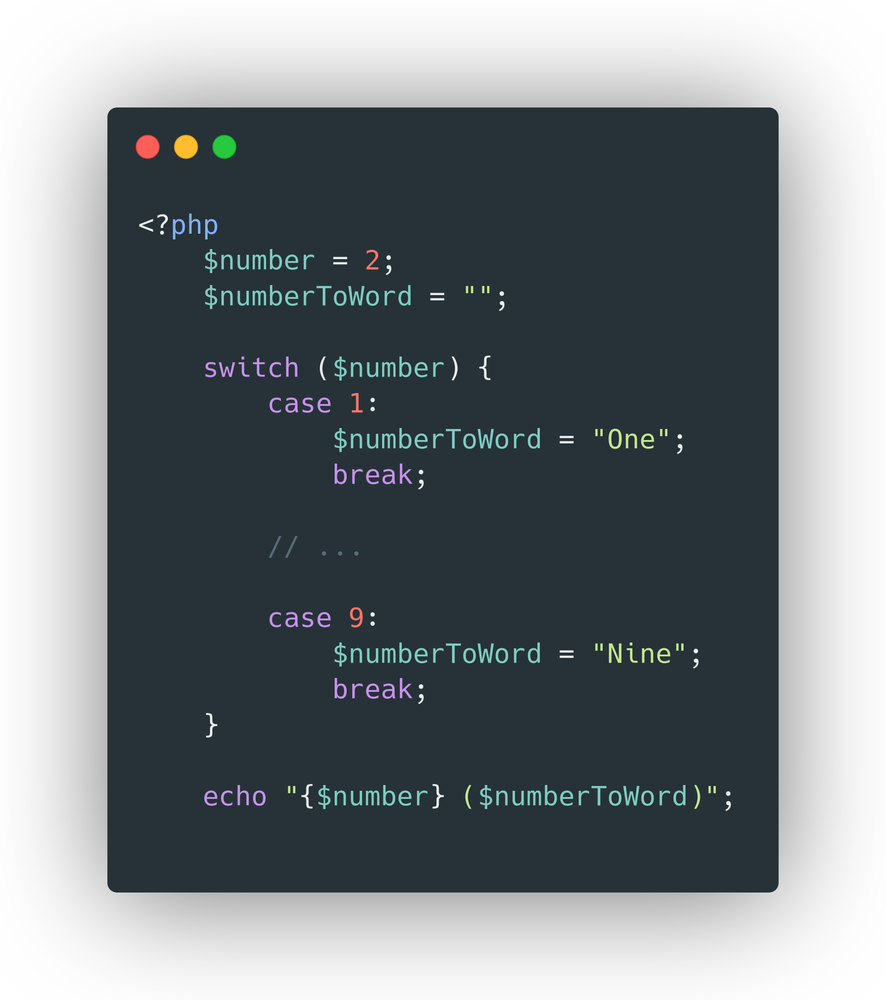 <?php
    $number = 2;
    $numberToWord = "";
    switch ($number) {
        case 1:
            $numberToWord = "One";
            break;
        // ...
        case 9:
            $numberToWord = "Nine";
            break;
    }
    echo "{$number} ($numberToWord)";